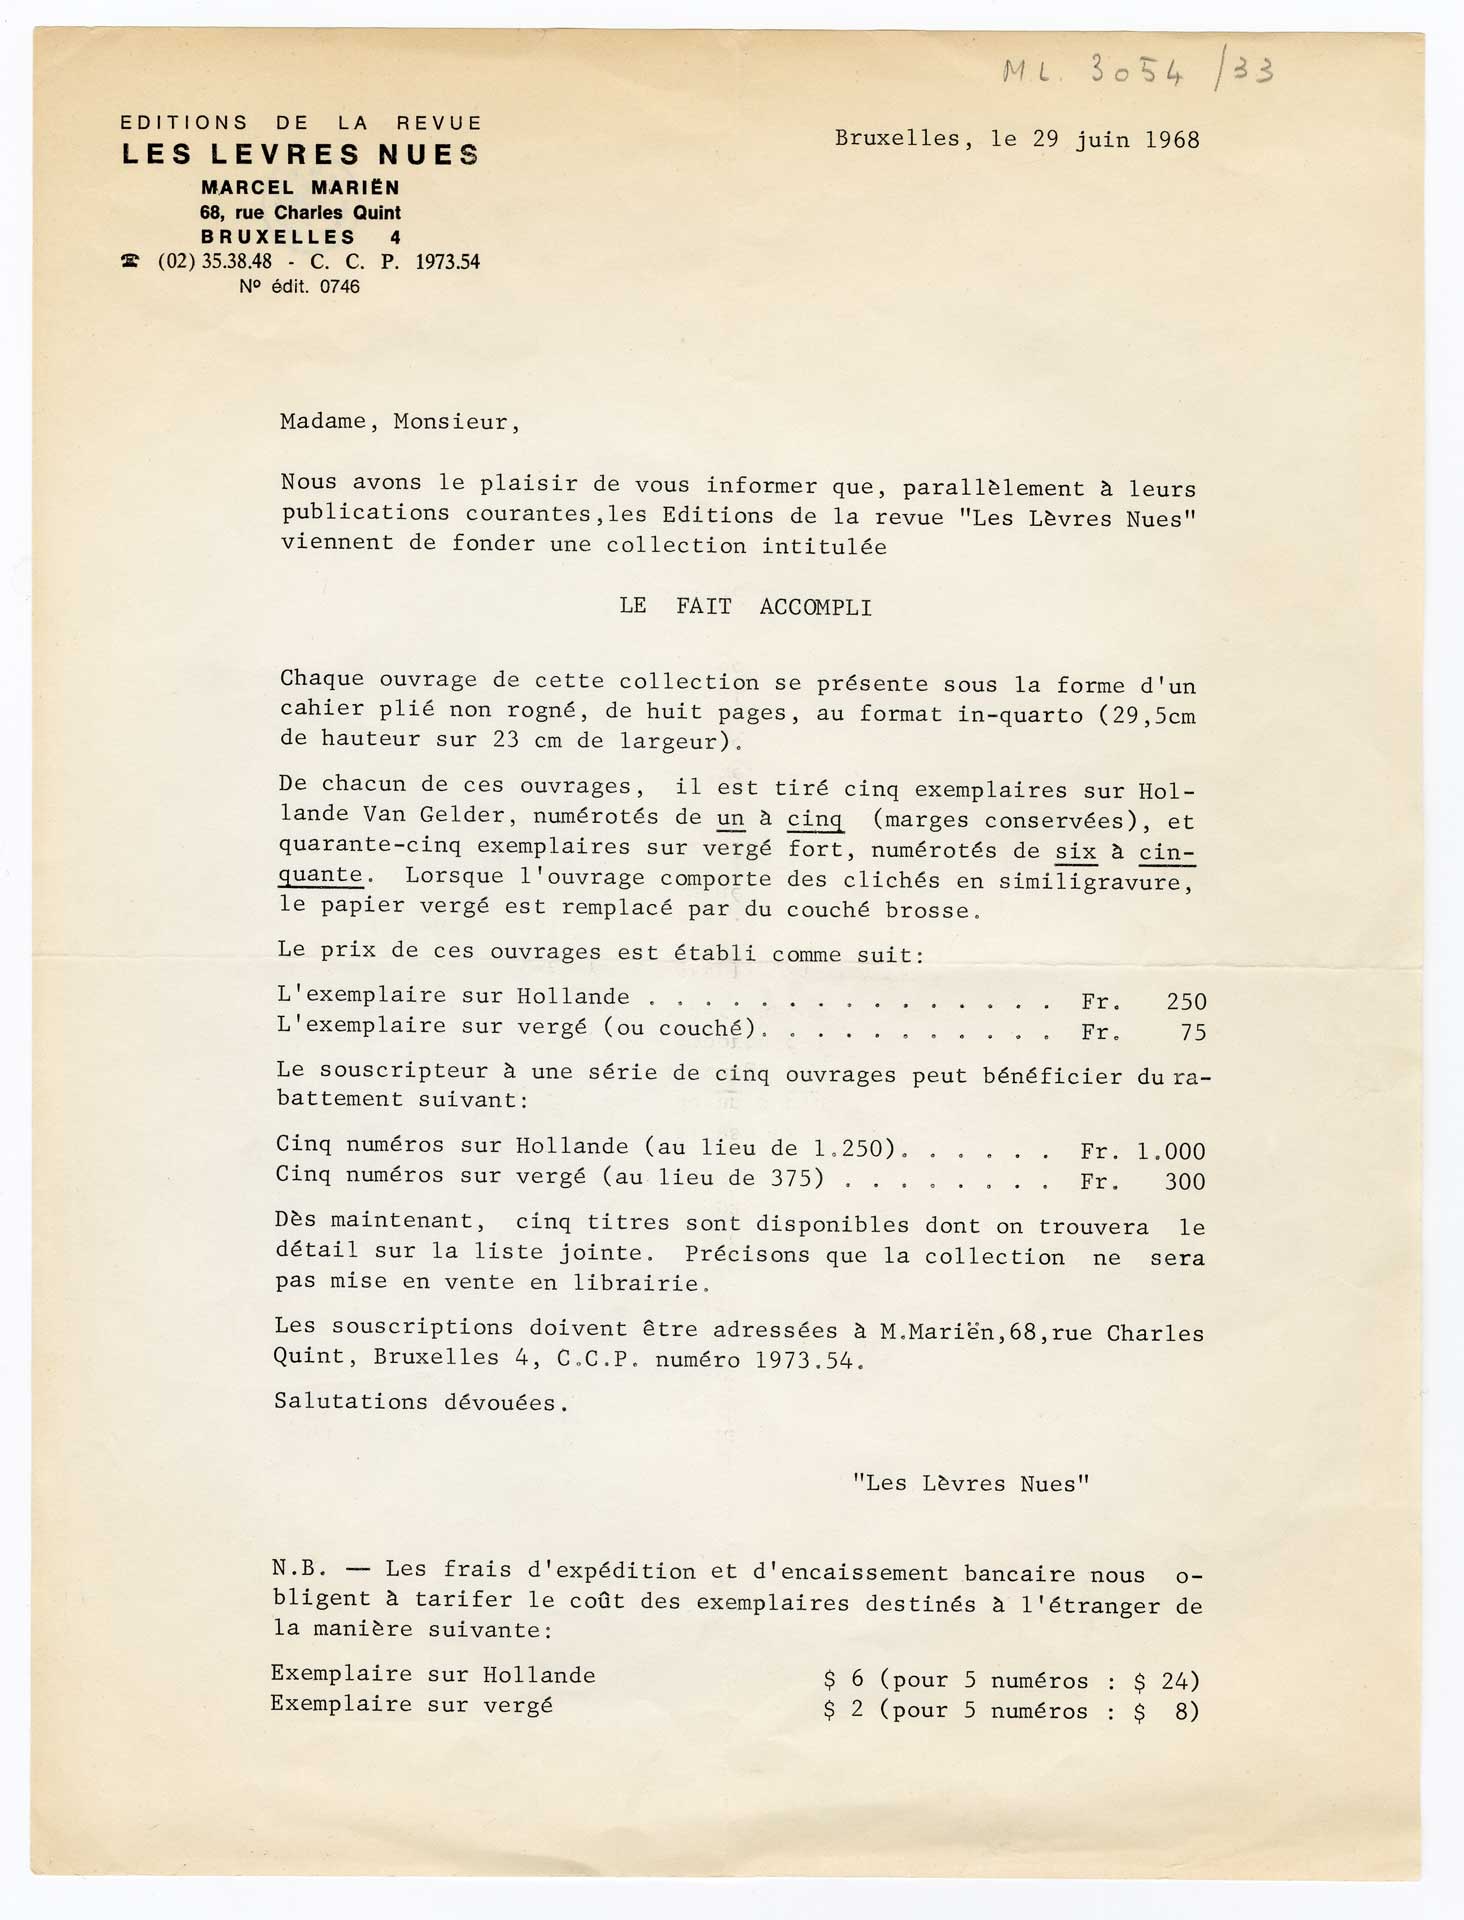 M L. 3054 /33
EDITIONS DE LA REVUE
LES LEVRES NUES
MARCEL MARIËN
68, rue Charles Quint
BRUXELLES 4
☎ (02) 35.38.48 - C. C. P. 1973.54
Nº édit. 0746
Bruxelles, le 29 juin 1968
Madame, Monsieur,
Nous avons le plaisir de vous informer que, parallèlement à leurs
publications courantes,les Editions de la revue "Les Lèvres Nues"
viennent de fonder une collection intitulée
LE FAIT ACCOMPLI
Chaque ouvrage de cette collection se présente sous la forme d'un
cahier plié non rogné, de huit pages, au format in-quarto (29,5cm
de hauteur sur 23 cm de largeur).
De chacun de ces ouvrages, il est tiré cinq exemplaires sur Hol-
lande Van Gelder, numérotés de un à cinq (marges conservées), et
quarante-cinq exemplaires sur vergé fort, numérotés de six à cin-
quante. Lorsque l'ouvrage comporte des clichés en similigravure,
le papier vergé est remplacé par du couché brosse.
Le prix de ces ouvrages est établi comme suit:
L'exemplaire sur Hollande . . . . . . . . . . . . . . . Fr. 250
L'exemplaire sur vergé (ou couché). . . . . . . . . . . Fr. 75
Le souscripteur à une série de cinq ouvrages peut bénéficier du ra-
battement suivant:
Cinq numéros sur Hollande (au lieu de 1.250). . . . . . Fr. 1.000
Cinq numéros sur vergé (au lieu de 375) . . . . . . . . Fr. 300
Dès maintenant, cinq titres sont disponibles dont on trouvera le
détail sur la liste jointe. Précisons que la collection ne sera
pas mise en vente en librairie.
Les souscriptions doivent être adressées à M.Mariën,68,rue Charles
Quint, Bruxelles 4, C.C.P. numéro 1973.54.
Salutations dévouées.
"Les Lèvres Nues"
N.B. — Les frais d'expédition et d'encaissement bancaire nous o-
bligent à tarifer le coût des exemplaires destinés à l'étranger de
la manière suivante:
Exemplaire sur Hollande $ 6 (pour 5 numéros : $ 24)
Exemplaire sur vergé $ 2 (pour 5 numéros : $ 8)